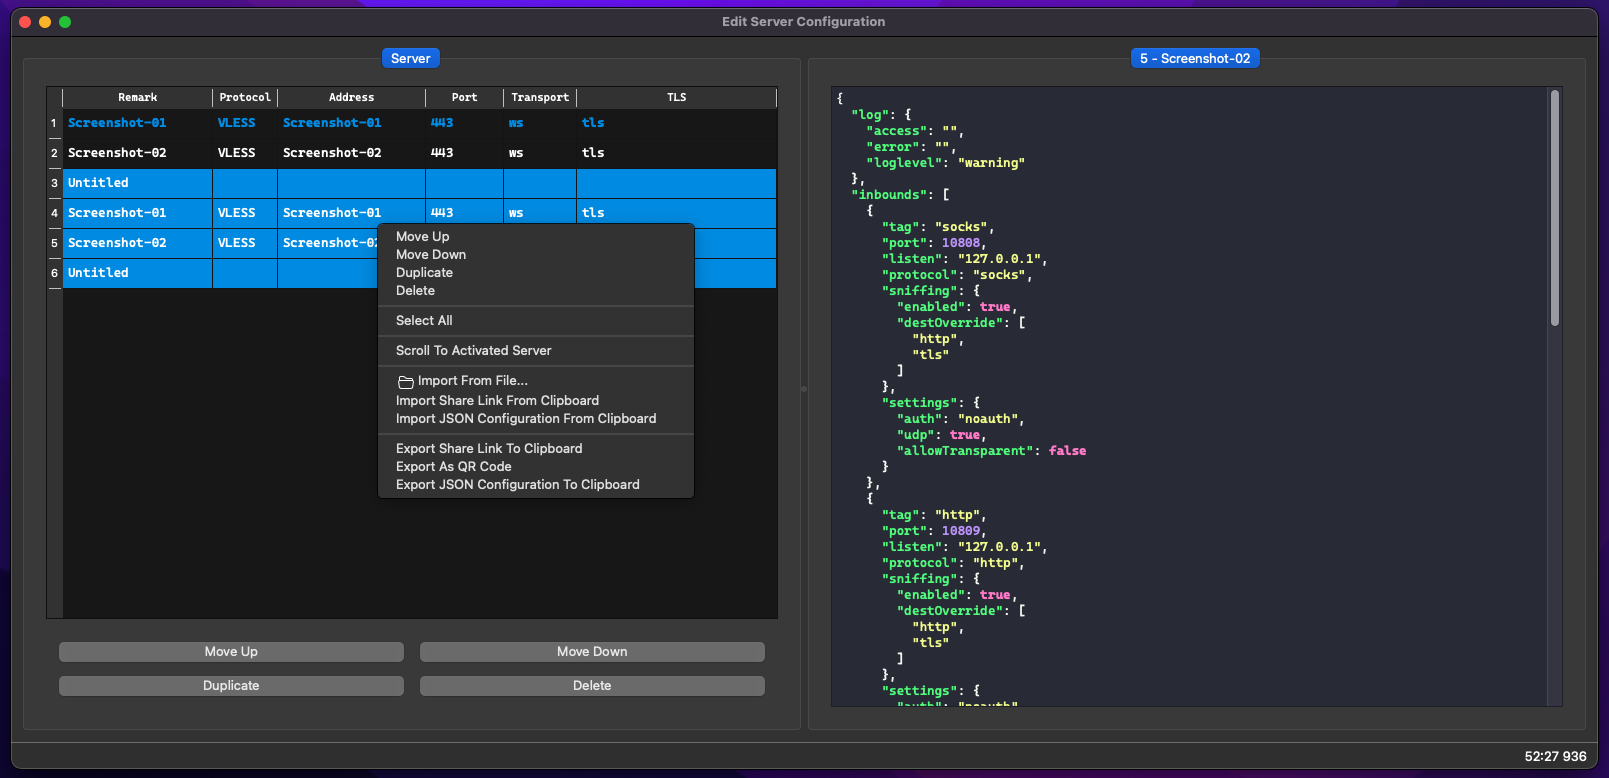 Edit Server Configuration
Server
Remark Protocol Address Port Transport TLS
1 Screenshot-01 VLESS Screenshot-01 443 ws tls
2 Screenshot-02 VLESS Screenshot-02 443 ws tls
3 Untitled
4 Screenshot-01 VLESS Screenshot-01 443 ws tls
5 Screenshot-02 VLESS Screenshot-02
6 Untitled
Move Up
Move Down
Duplicate
Delete
Select All
Scroll To Activated Server
Import From File...
Import Share Link From Clipboard
Import JSON Configuration From Clipboard
Export Share Link To Clipboard
Export As QR Code
Export JSON Configuration To Clipboard
Move Up Move Down
Duplicate Delete
5 - Screenshot-02
{
"log": {
"access": "",
"error": "",
"loglevel": "warning"
},
"inbounds": [
{
"tag": "socks",
"port": 10808,
"listen": "127.0.0.1",
"protocol": "socks",
"sniffing": {
"enabled": true,
"destOverride": [
"http",
"tls"
]
},
"settings": {
"auth": "noauth",
"udp": true,
"allowTransparent": false
}
},
{
"tag": "http",
"port": 10809,
"listen": "127.0.0.1",
"protocol": "http",
"sniffing": {
"enabled": true,
"destOverride": [
"http",
"tls"
]
},
"settings": {
"auth": "noauth"
52:27 936